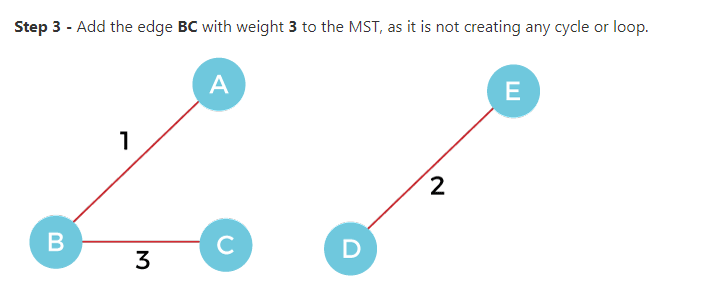 Step 3 - Add the edge BC with weight 3 to the MST, as it is not creating any cycle or loop.
A
E
1
2
B
C
D
3